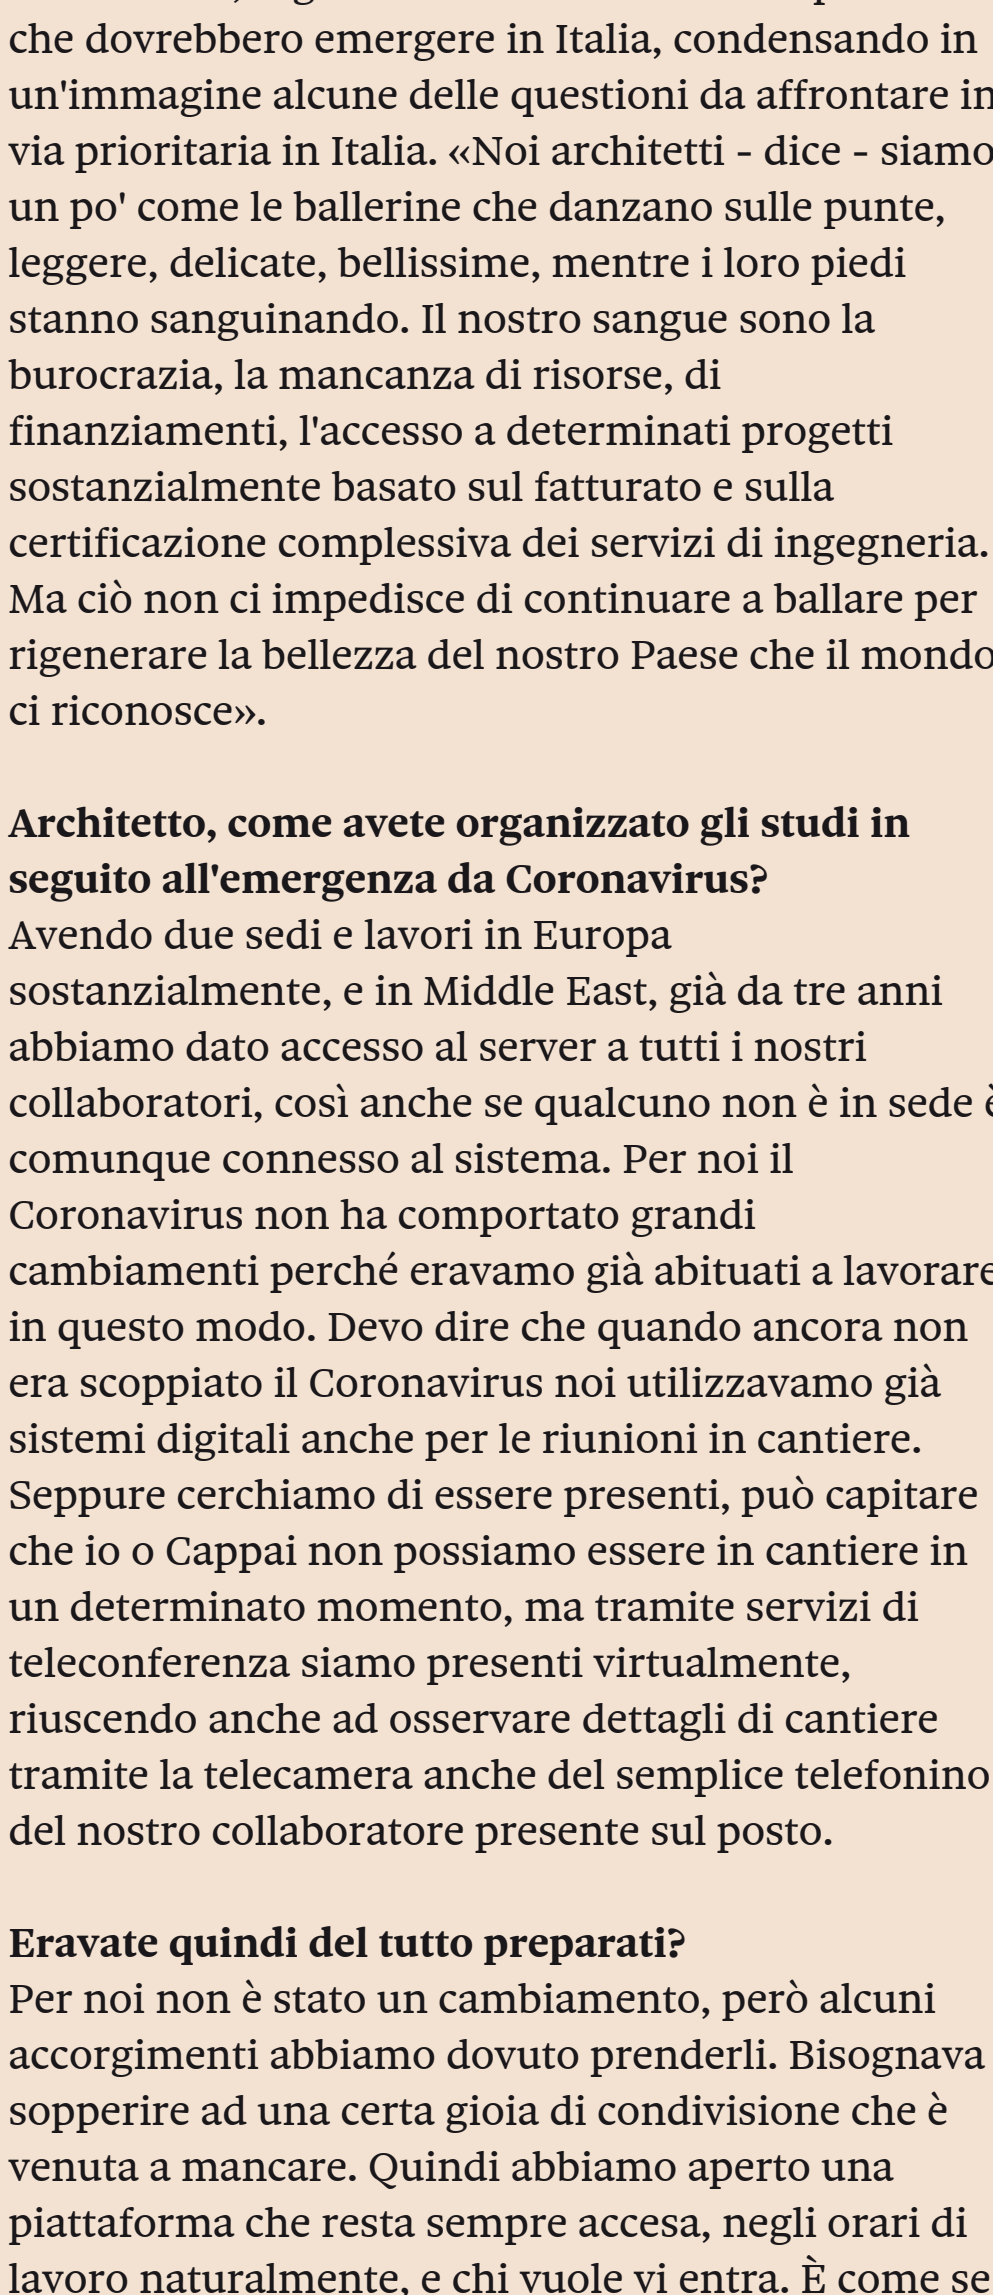 che dovrebbero emergere in Italia, condensando in
un'immagine alcune delle questioni da affrontare in
via prioritaria in Italia. «Noi architetti - dice - siamo
un po' come le ballerine che danzano sulle punte,
leggere, delicate, bellissime, mentre i loro piedi
stanno sanguinando. Il nostro sangue sono la
burocrazia, la mancanza di risorse, di
finanziamenti, l'accesso a determinati progetti
sostanzialmente basato sul fatturato e sulla
certificazione complessiva dei servizi di ingegneria.
Ma ciò non ci impedisce di continuare a ballare per
rigenerare la bellezza del nostro Paese che il mondo
ci riconosce».
Architetto, come avete organizzato gli studi in
seguito all'emergenza da Coronavirus?
Avendo due sedi e lavori in Europa
sostanzialmente, e in Middle East, già da tre anni
abbiamo dato accesso al server a tutti i nostri
collaboratori, così anche se qualcuno non è in sede è
comunque connesso al sistema. Per noi il
Coronavirus non ha comportato grandi
cambiamenti perché eravamo già abituati a lavorare
in questo modo. Devo dire che quando ancora non
era scoppiato il Coronavirus noi utilizzavamo già
sistemi digitali anche per le riunioni in cantiere.
Seppure cerchiamo di essere presenti, può capitare
che io o Cappai non possiamo essere in cantiere in
un determinato momento, ma tramite servizi di
teleconferenza siamo presenti virtualmente,
riuscendo anche ad osservare dettagli di cantiere
tramite la telecamera anche del semplice telefonino
del nostro collaboratore presente sul posto.
Eravate quindi del tutto preparati?
Per noi non è stato un cambiamento, però alcuni
accorgimenti abbiamo dovuto prenderli. Bisognava
sopperire ad una certa gioia di condivisione che è
venuta a mancare. Quindi abbiamo aperto una
piattaforma che resta sempre accesa, negli orari di
lavoro naturalmente, e chi vuole vi entra. È come se